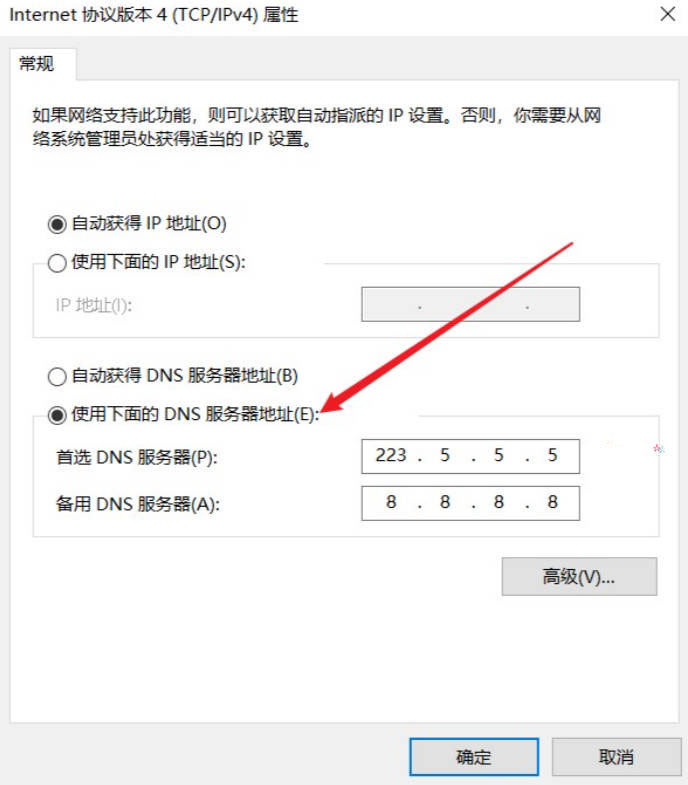 Internet 协议版本 4 (TCP/IPv4) 属性
常规
如果网络支持此功能，则可以获取自动指派的 IP 设置。否则，你需要从网
络系统管理员处获得适当的 IP 设置。
自动获得 IP 地址(O)
使用下面的 IP 地址(S):
IP 地址(I):
自动获得 DNS 服务器地址(B)
使用下面的 DNS 服务器地址(E):
首选 DNS 服务器(P): 223 . 5 . 5 . 5
备用 DNS 服务器(A): 8 . 8 . 8 . 8
高级(V)...
确定 取消